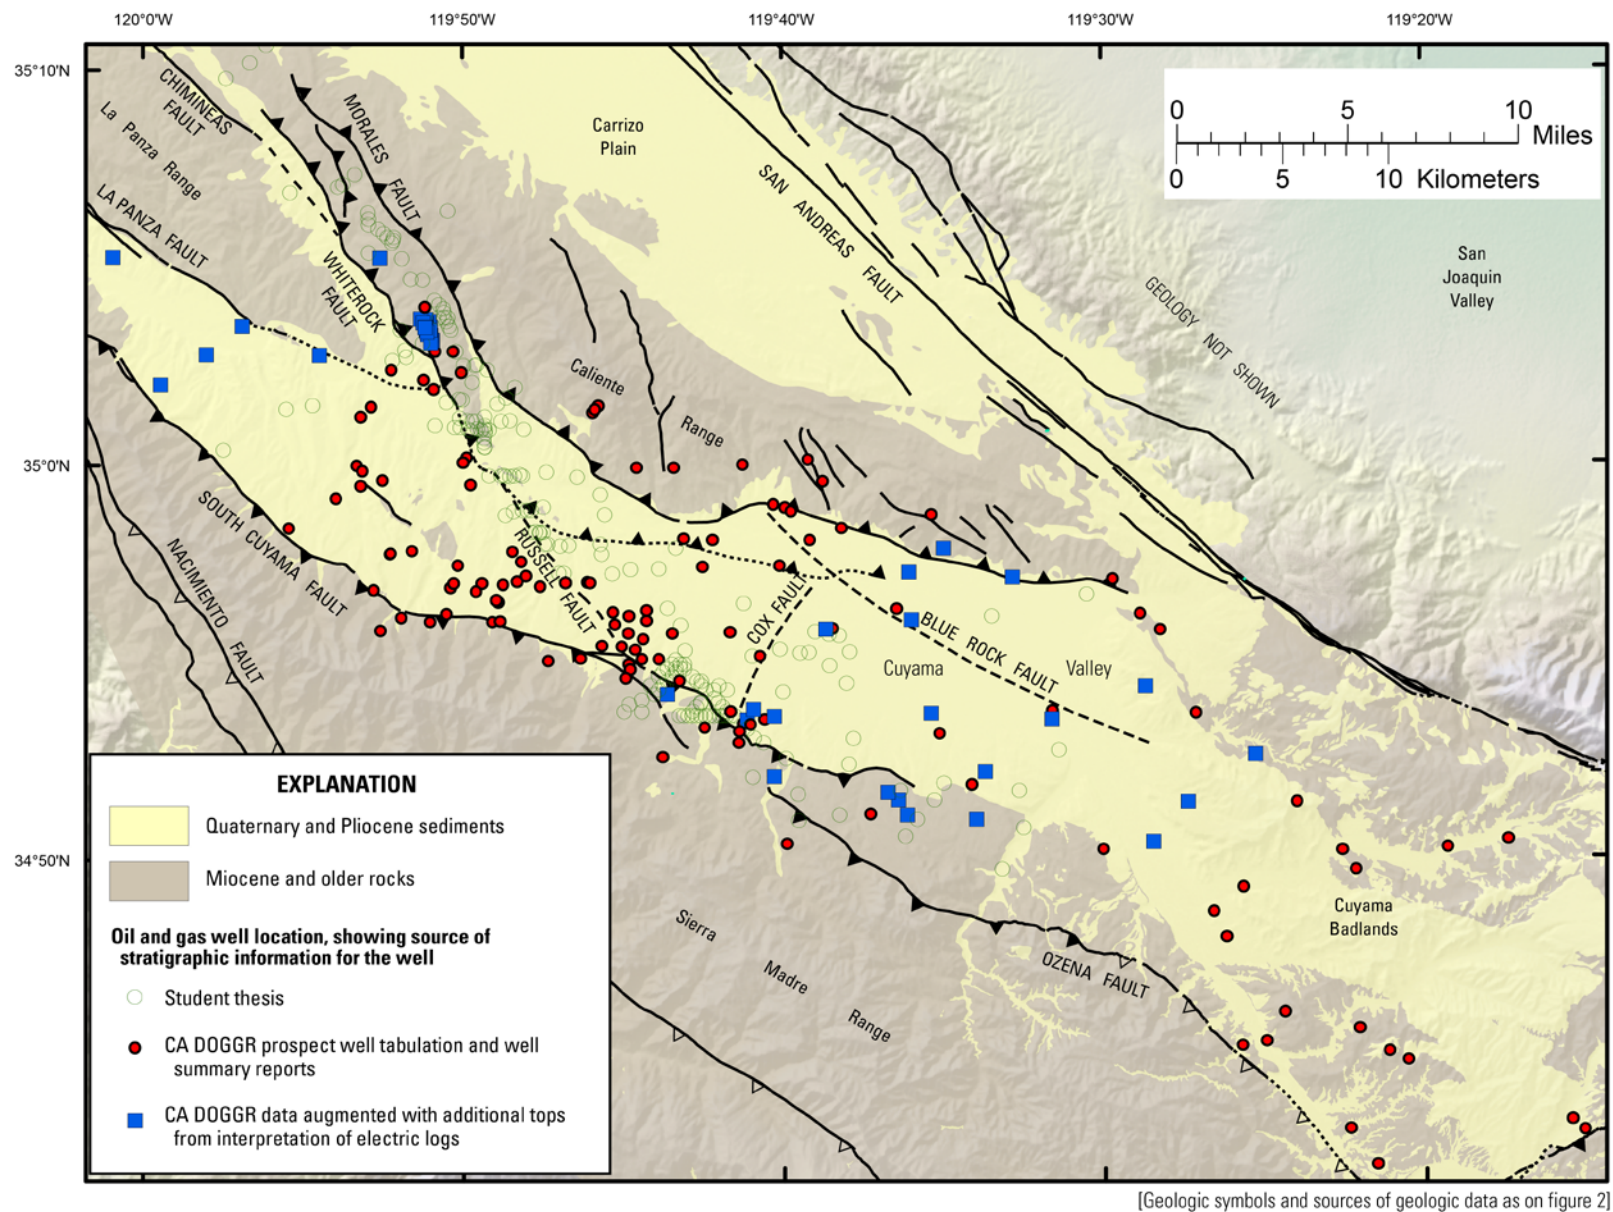 120°0'W
119°50'W
119°40'W
119°30'W
119°20'W
35°10'N
35°0'N
34°50'N
0 5 10
Miles
0 5 10 Kilometers
CHIMINEAS
FAULT
La Panza Range
MORALES
FAULT
LA PANZA FAULT
WHITEROCK
FAULT
Carrizo
Plain
SAN ANDREAS FAULT
San
Joaquin
Valley
GEOLOGY NOT SHOWN
Caliente
Range
SOUTH CUYAMA FAULT
NACIMIENTO FAULT
RUSSELL FAULT
COX FAULT
BLUE ROCK FAULT
Cuyama Valley
Cuyama
Badlands
OZENA FAULT
Sierra
Madre
Range
EXPLANATION
Quaternary and Pliocene sediments
Miocene and older rocks
Oil and gas well location, showing source of
stratigraphic information for the well
Student thesis
CA DOGGR prospect well tabulation and well
summary reports
CA DOGGR data augmented with additional tops
from interpretation of electric logs
[Geologic symbols and sources of geologic data as on figure 2]